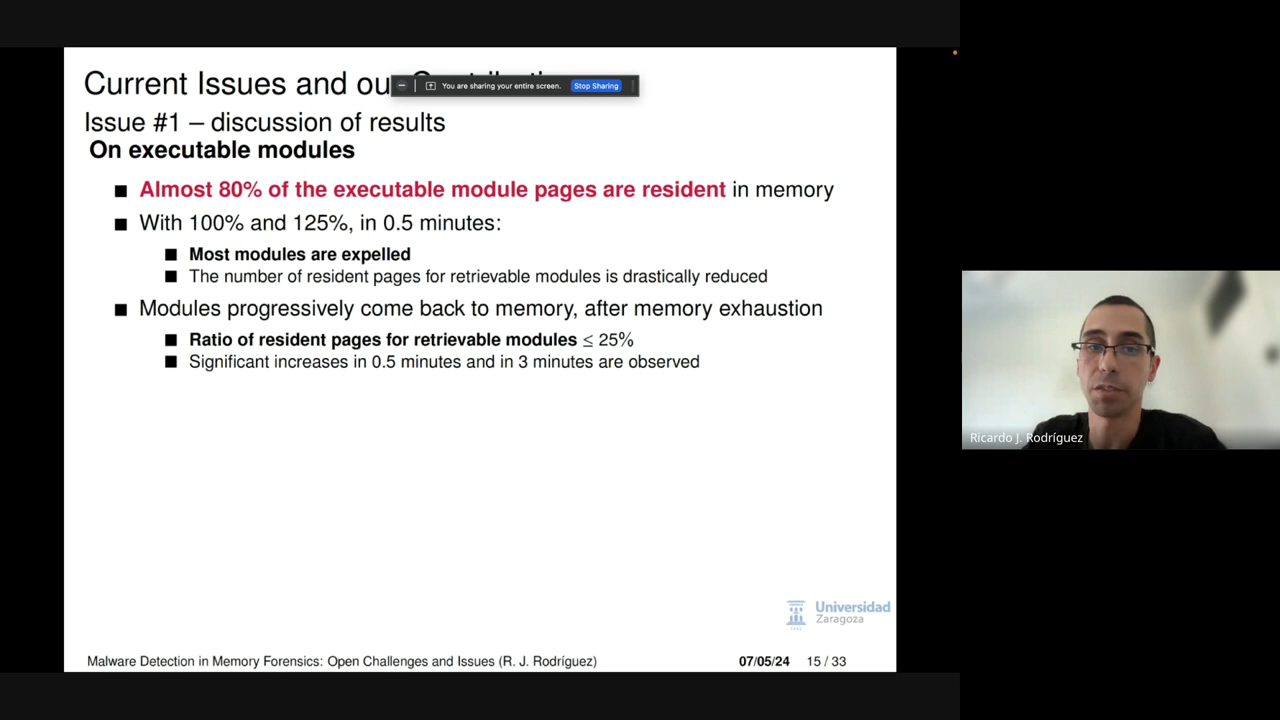 Current Issues and ou
You are sharing your entire screen. Stop Sharing
Issue #1 – discussion of results
On executable modules
Almost 80% of the executable module pages are resident in memory
With 100% and 125%, in 0.5 minutes:
Most modules are expelled
The number of resident pages for retrievable modules is drastically reduced
Modules progressively come back to memory, after memory exhaustion
Ratio of resident pages for retrievable modules ≤ 25%
Significant increases in 0.5 minutes and in 3 minutes are observed
Ricardo J. Rodríguez
Universidad
Zaragoza
Malware Detection in Memory Forensics: Open Challenges and Issues (R. J. Rodríguez) 07/05/24 15 / 33